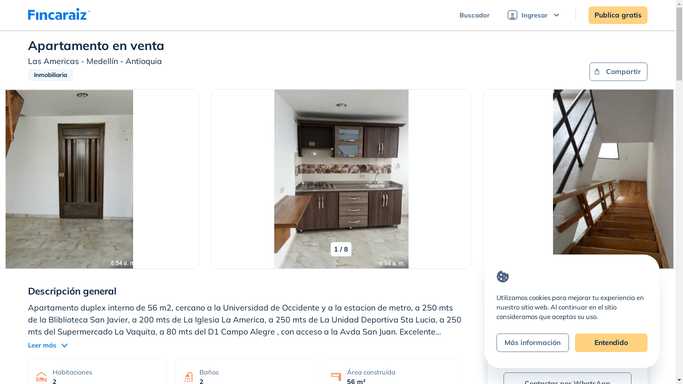 Fincaraiz
Buscador
Ingresar
Publica gratis
Apartamento en venta
Las Americas - Medellín - Antioquia
Inmobiliaria
Compartir
6:54 a. m.
1 / 8
6:54 a. m.
Descripción general
Apartamento duplex interno de 56 m2, cercano a la Universidad de Occidente y a la estacion de metro, a 250 mts
de la Bliblioteca San Javier, a 200 mts de La Iglesia La America, a 250 mts de La Unidad Deportiva Sta Lucia, a 250
mts del Supermercado La Vaquita, a 80 mts del D1 Campo Alegre , con acceso a la Avda San Juan. Excelente...
Leer más
Habitaciones
2
Baños
2
Área construida
56 m²
Utilizamos cookies para mejorar tu experiencia en
nuestro sitio web. Al continuar en el sitio
consideramos que aceptas su uso.
Más información
Entendido
Contactar por WhatsApp